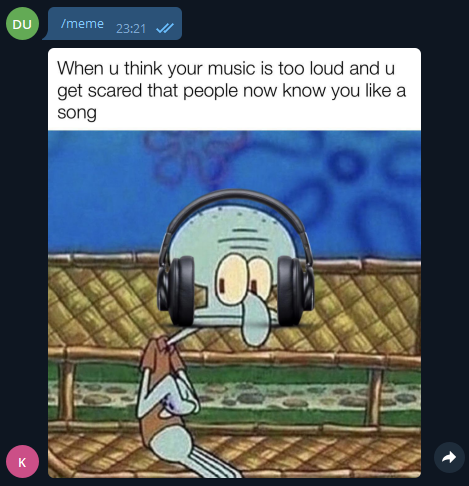 DU
/meme 23:21
When u think your music is too loud and u
get scared that people now know you like a
song
K